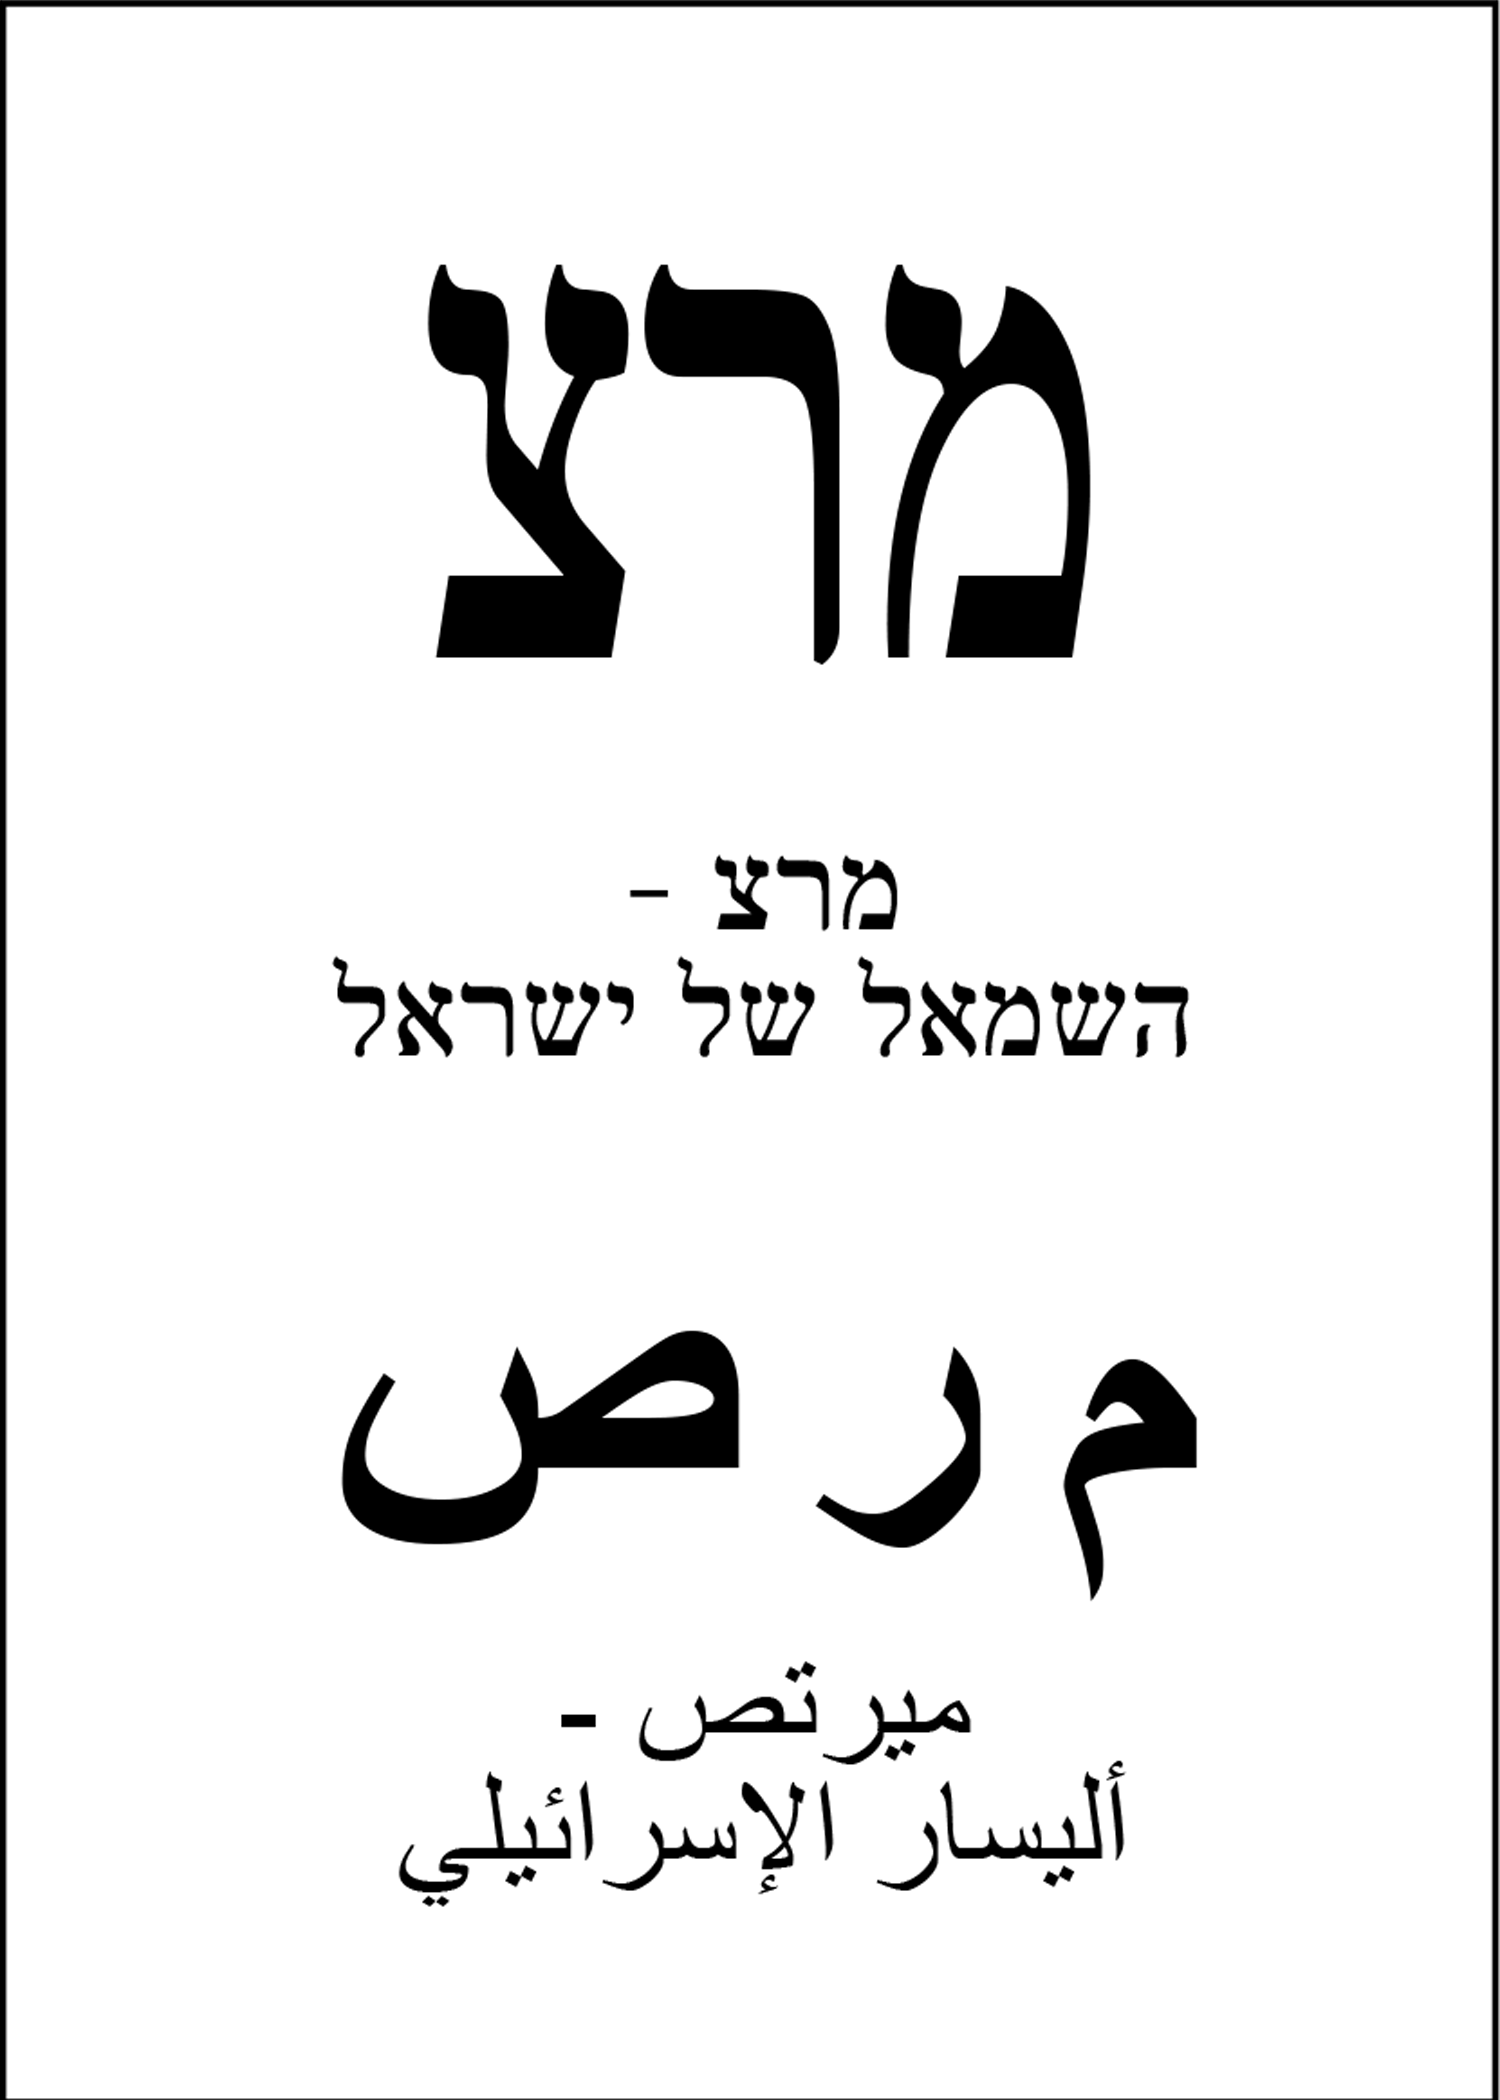 מרצ
מרצ –
השמאל של ישראל
م ر ص
ميرتص -
أليسار الإسرائيلي